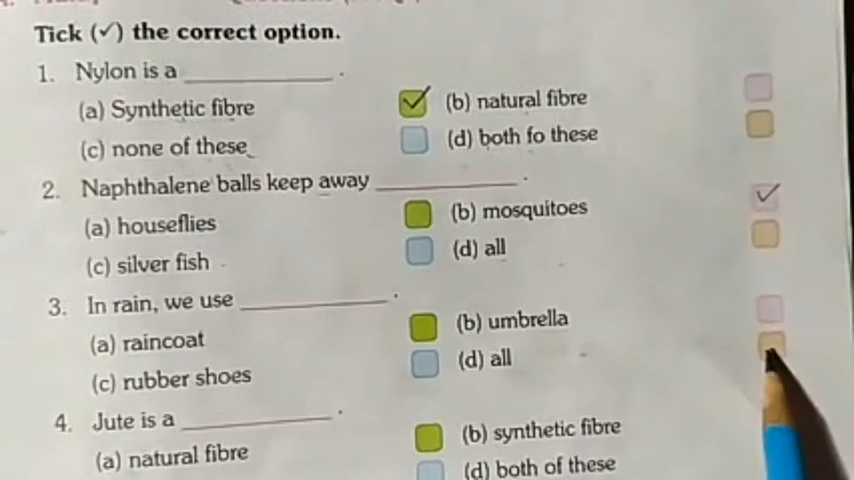 Tick (✓) the correct option.
1. Nylon is a ____________ .
(a) Synthetic fibre (b) natural fibre
(c) none of these (d) both fo these
2. Naphthalene balls keep away ____________ .
(a) houseflies (b) mosquitoes
(c) silver fish (d) all
3. In rain, we use ____________ .
(a) raincoat (b) umbrella
(c) rubber shoes (d) all
4. Jute is a ____________ .
(a) natural fibre (b) synthetic fibre
(d) both of these